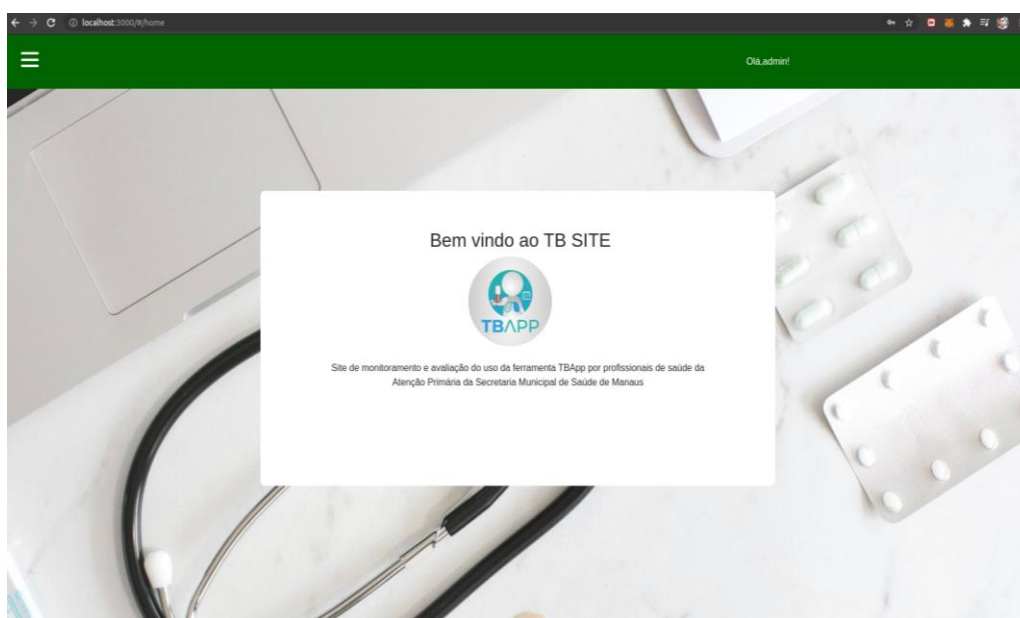 localhost:3000/#/home
Olá,admin!
Bem vindo ao TB SITE
TBAPP
Site de monitoramento e avaliação do uso da ferramenta TBApp por profissionais de saúde da
Atenção Primária da Secretaria Municipal de Saúde de Manaus